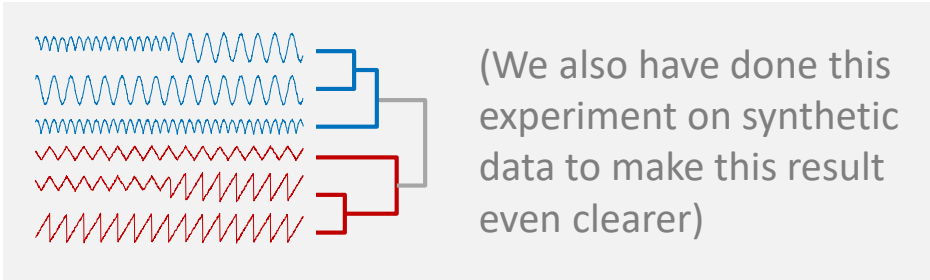 (We also have done this
experiment on synthetic
data to make this result
even clearer)